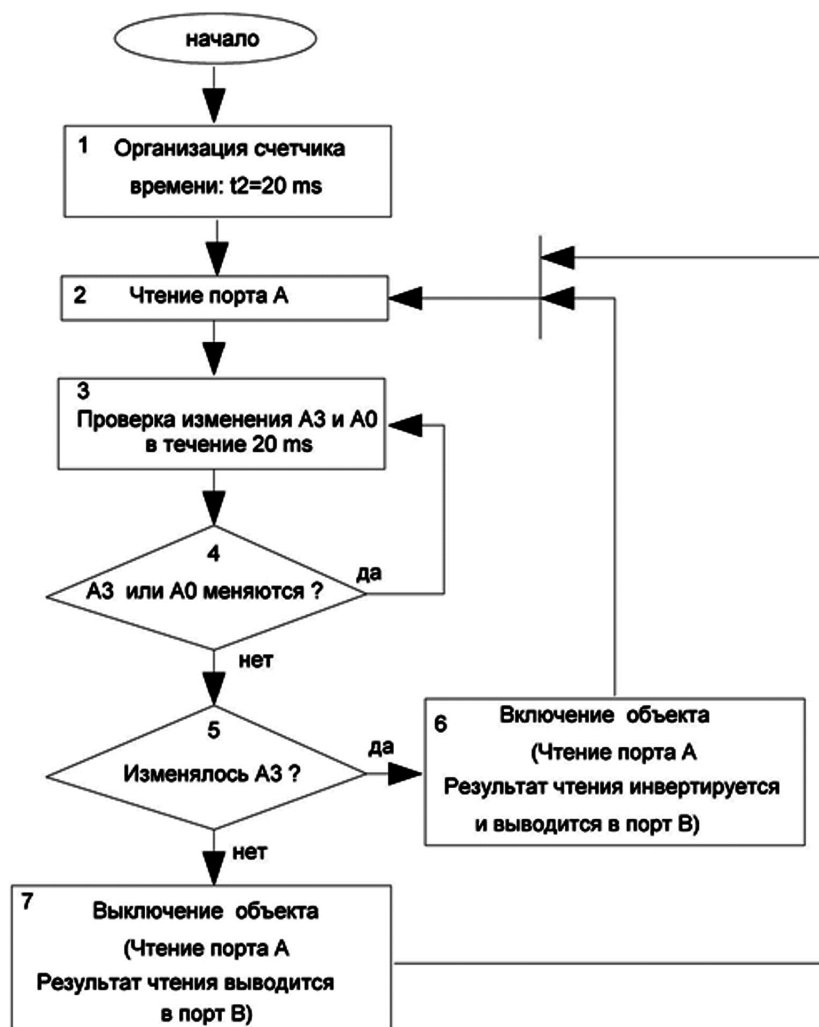 начало
1 Организация счетчика
времени: t2=20 ms
2 Чтение порта А
3
Проверка изменения А3 и А0
в течение 20 ms
4
А3 или А0 меняются ?
да
нет
5
Изменялось А3 ?
да
нет
6 Включение объекта
(Чтение порта А
Результат чтения инвертируется
и выводится в порт В)
7 Выключение объекта
(Чтение порта А
Результат чтения выводится
в порт В)